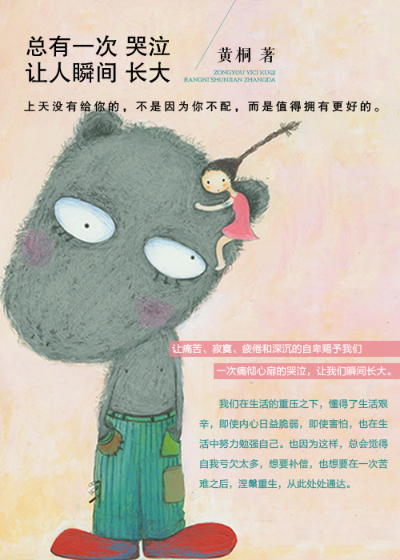 总有一次 哭泣
让人瞬间 长大
黄桐 著
ZONGYOU YICI KUQI
RANGNI SHUNJIAN ZHANGDA
上天没有给你的，不是因为你不配，而是值得拥有更好的。
让痛苦、寂寞、疲倦和深沉的自卑赐予我们
一次痛彻心扉的哭泣，让我们瞬间长大。
我们在生活的重压之下，懂得了生活艰
辛，即使内心日益脆弱，即使害怕，也在生
活中努力强自己。也因为这样，总会觉得
自我亏欠太多，想要补偿，也想要在一次苦
难之后，涅槃重生，从此处处通达。